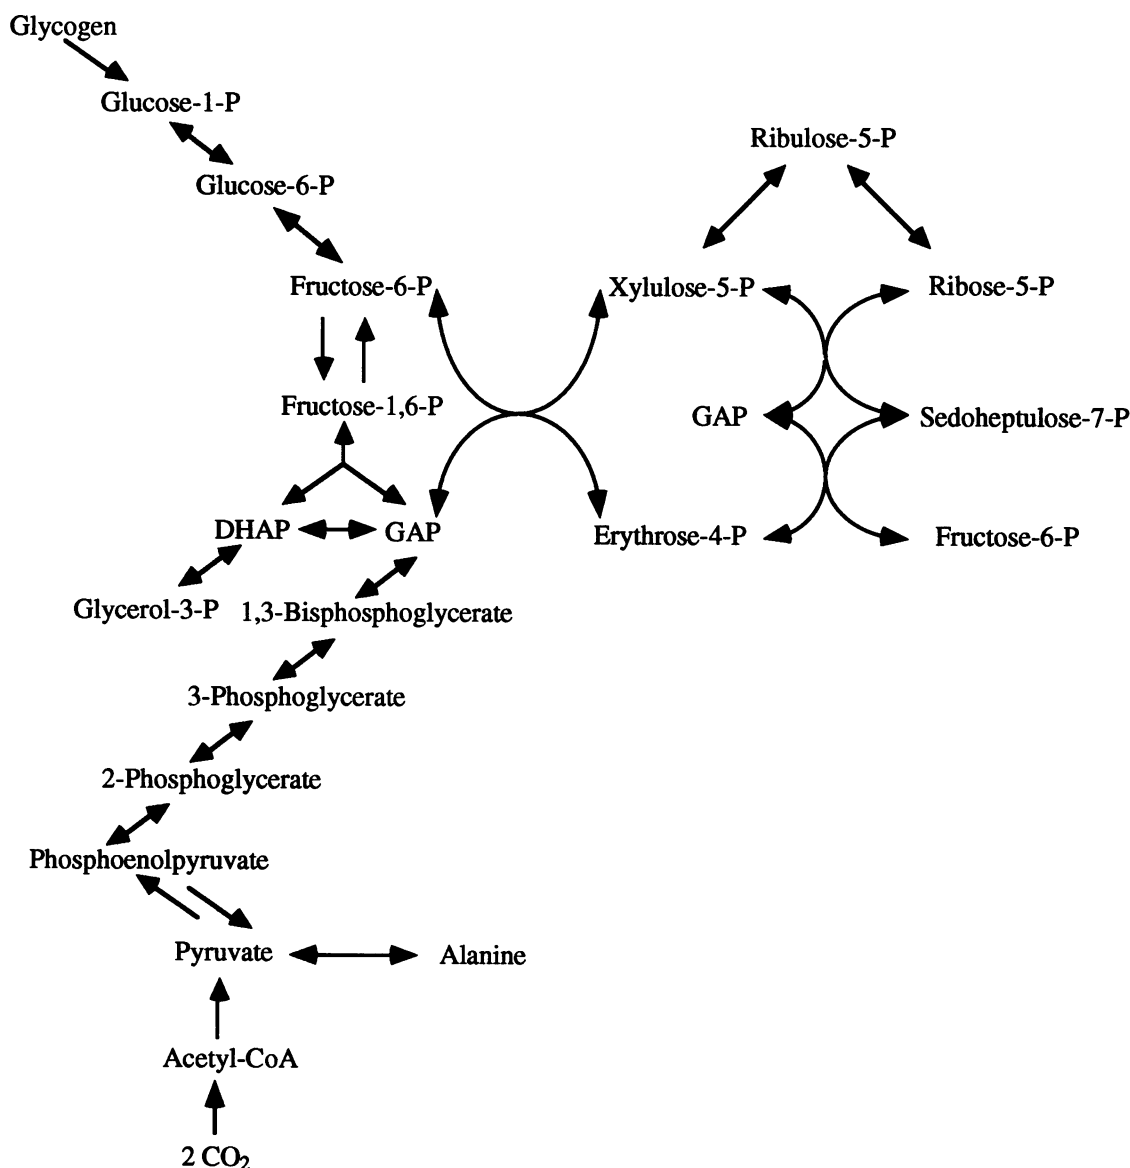 Glycogen
Glucose-1-P
Ribulose-5-P
Glucose-6-P
Fructose-6-P
Xylulose-5-P
Ribose-5-P
Fructose-1,6-P
GAP
Sedoheptulose-7-P
DHAP
GAP
Erythrose-4-P
Fructose-6-P
Glycerol-3-P
1,3-Bisphosphoglycerate
3-Phosphoglycerate
2-Phosphoglycerate
Phosphoenolpyruvate
Pyruvate
Alanine
Acetyl-CoA
2 CO₂